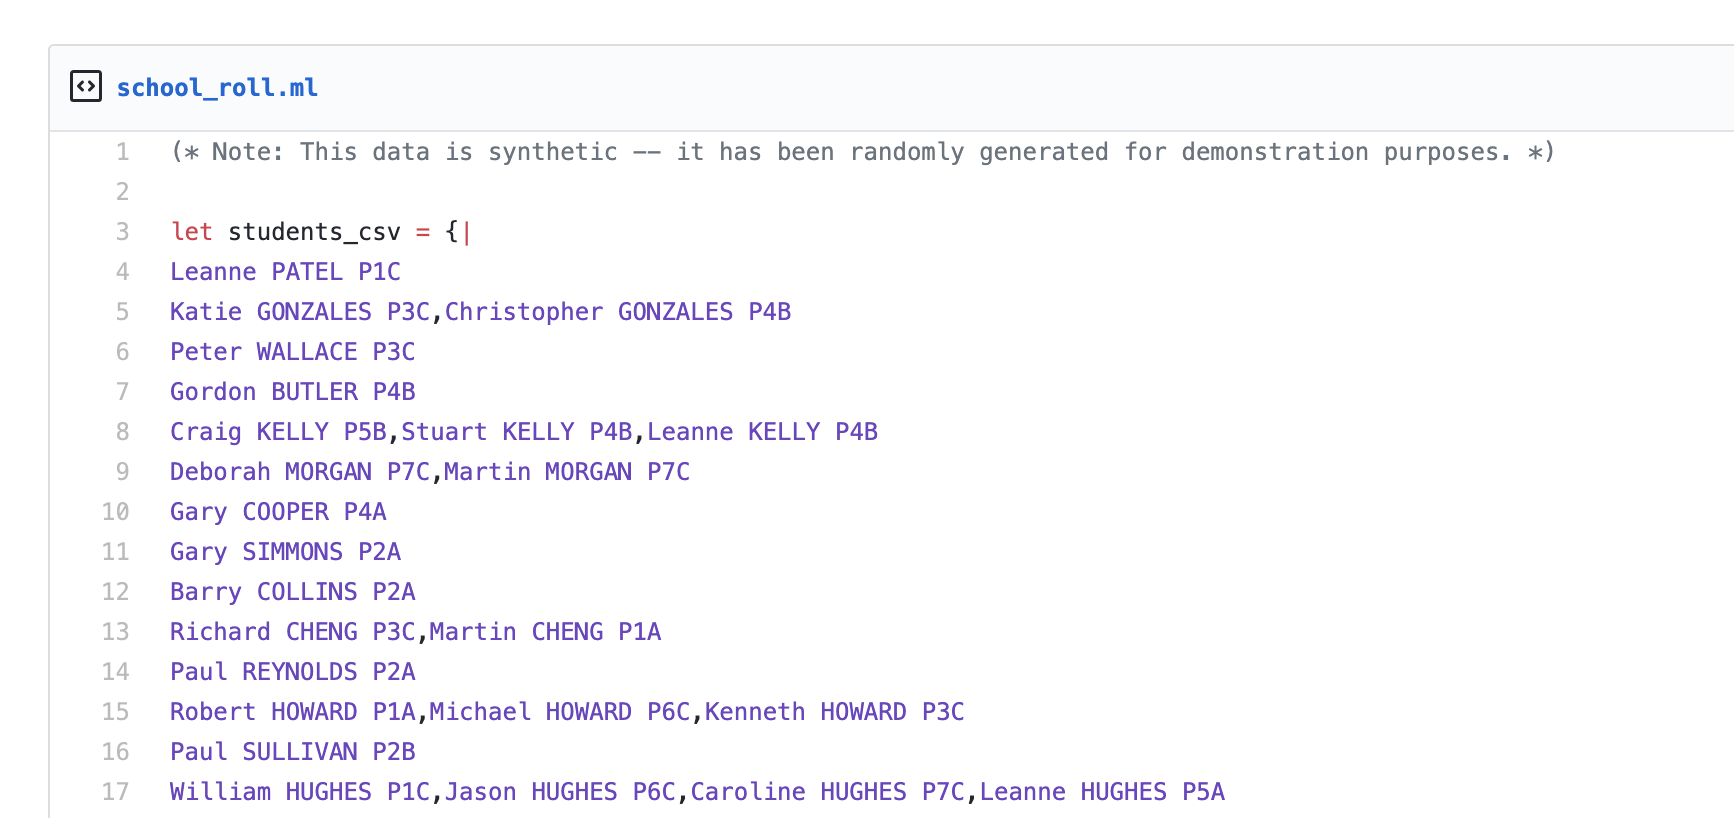 school_roll.ml
1 (* Note: This data is synthetic -- it has been randomly generated for demonstration purposes. *)
2
3 let students_csv = {|
4 Leanne PATEL P1C
5 Katie GONZALES P3C,Christopher GONZALES P4B
6 Peter WALLACE P3C
7 Gordon BUTLER P4B
8 Craig KELLY P5B,Stuart KELLY P4B,Leanne KELLY P4B
9 Deborah MORGAN P7C,Martin MORGAN P7C
10 Gary COOPER P4A
11 Gary SIMMONS P2A
12 Barry COLLINS P2A
13 Richard CHENG P3C,Martin CHENG P1A
14 Paul REYNOLDS P2A
15 Robert HOWARD P1A,Michael HOWARD P6C,Kenneth HOWARD P3C
16 Paul SULLIVAN P2B
17 William HUGHES P1C,Jason HUGHES P6C,Caroline HUGHES P7C,Leanne HUGHES P5A